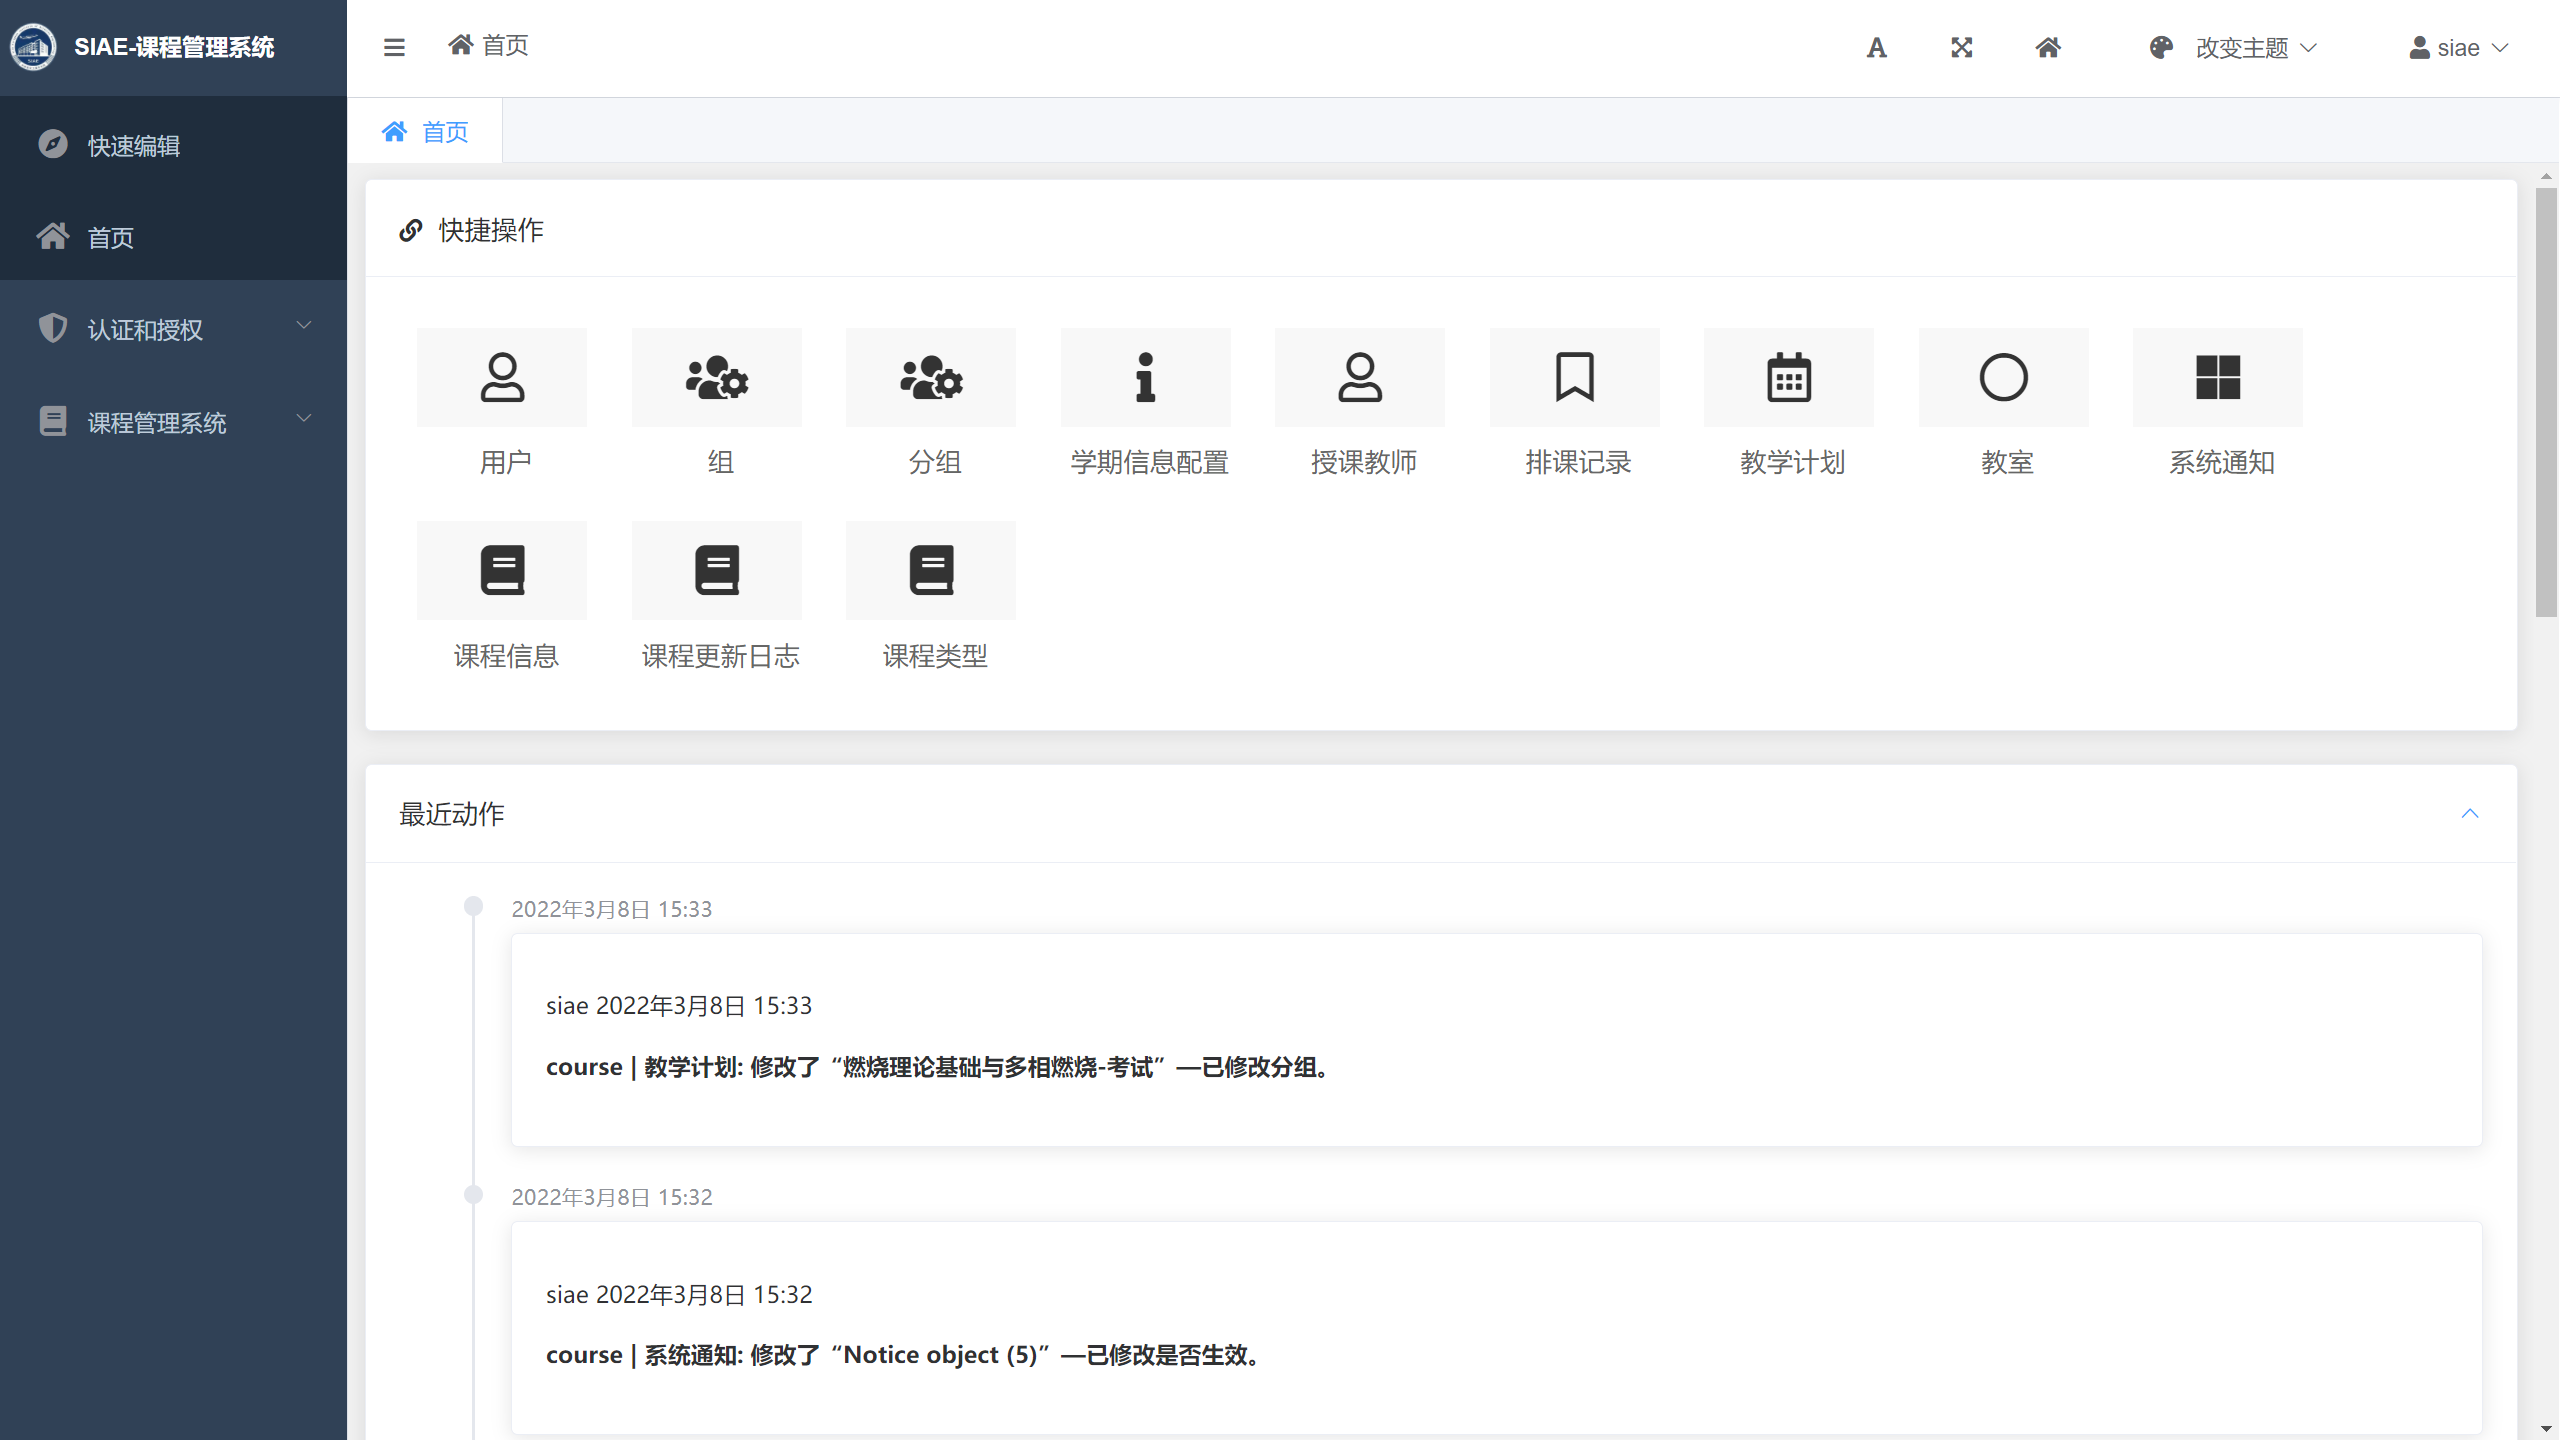 SIAE-课程管理系统
首页
改变主题
siae
快速编辑
首页
认证和授权
课程管理系统
首页
快捷操作
用户
组
分组
学期信息配置
授课教师
排课记录
教学计划
教室
系统通知
课程信息
课程更新日志
课程类型
最近动作
2022年3月8日 15:33
siae 2022年3月8日 15:33
course | 教学计划: 修改了“燃烧理论基础与多相燃烧-考试”—已修改分组。
2022年3月8日 15:32
siae 2022年3月8日 15:32
course | 系统通知: 修改了“Notice object (5)”—已修改是否生效。